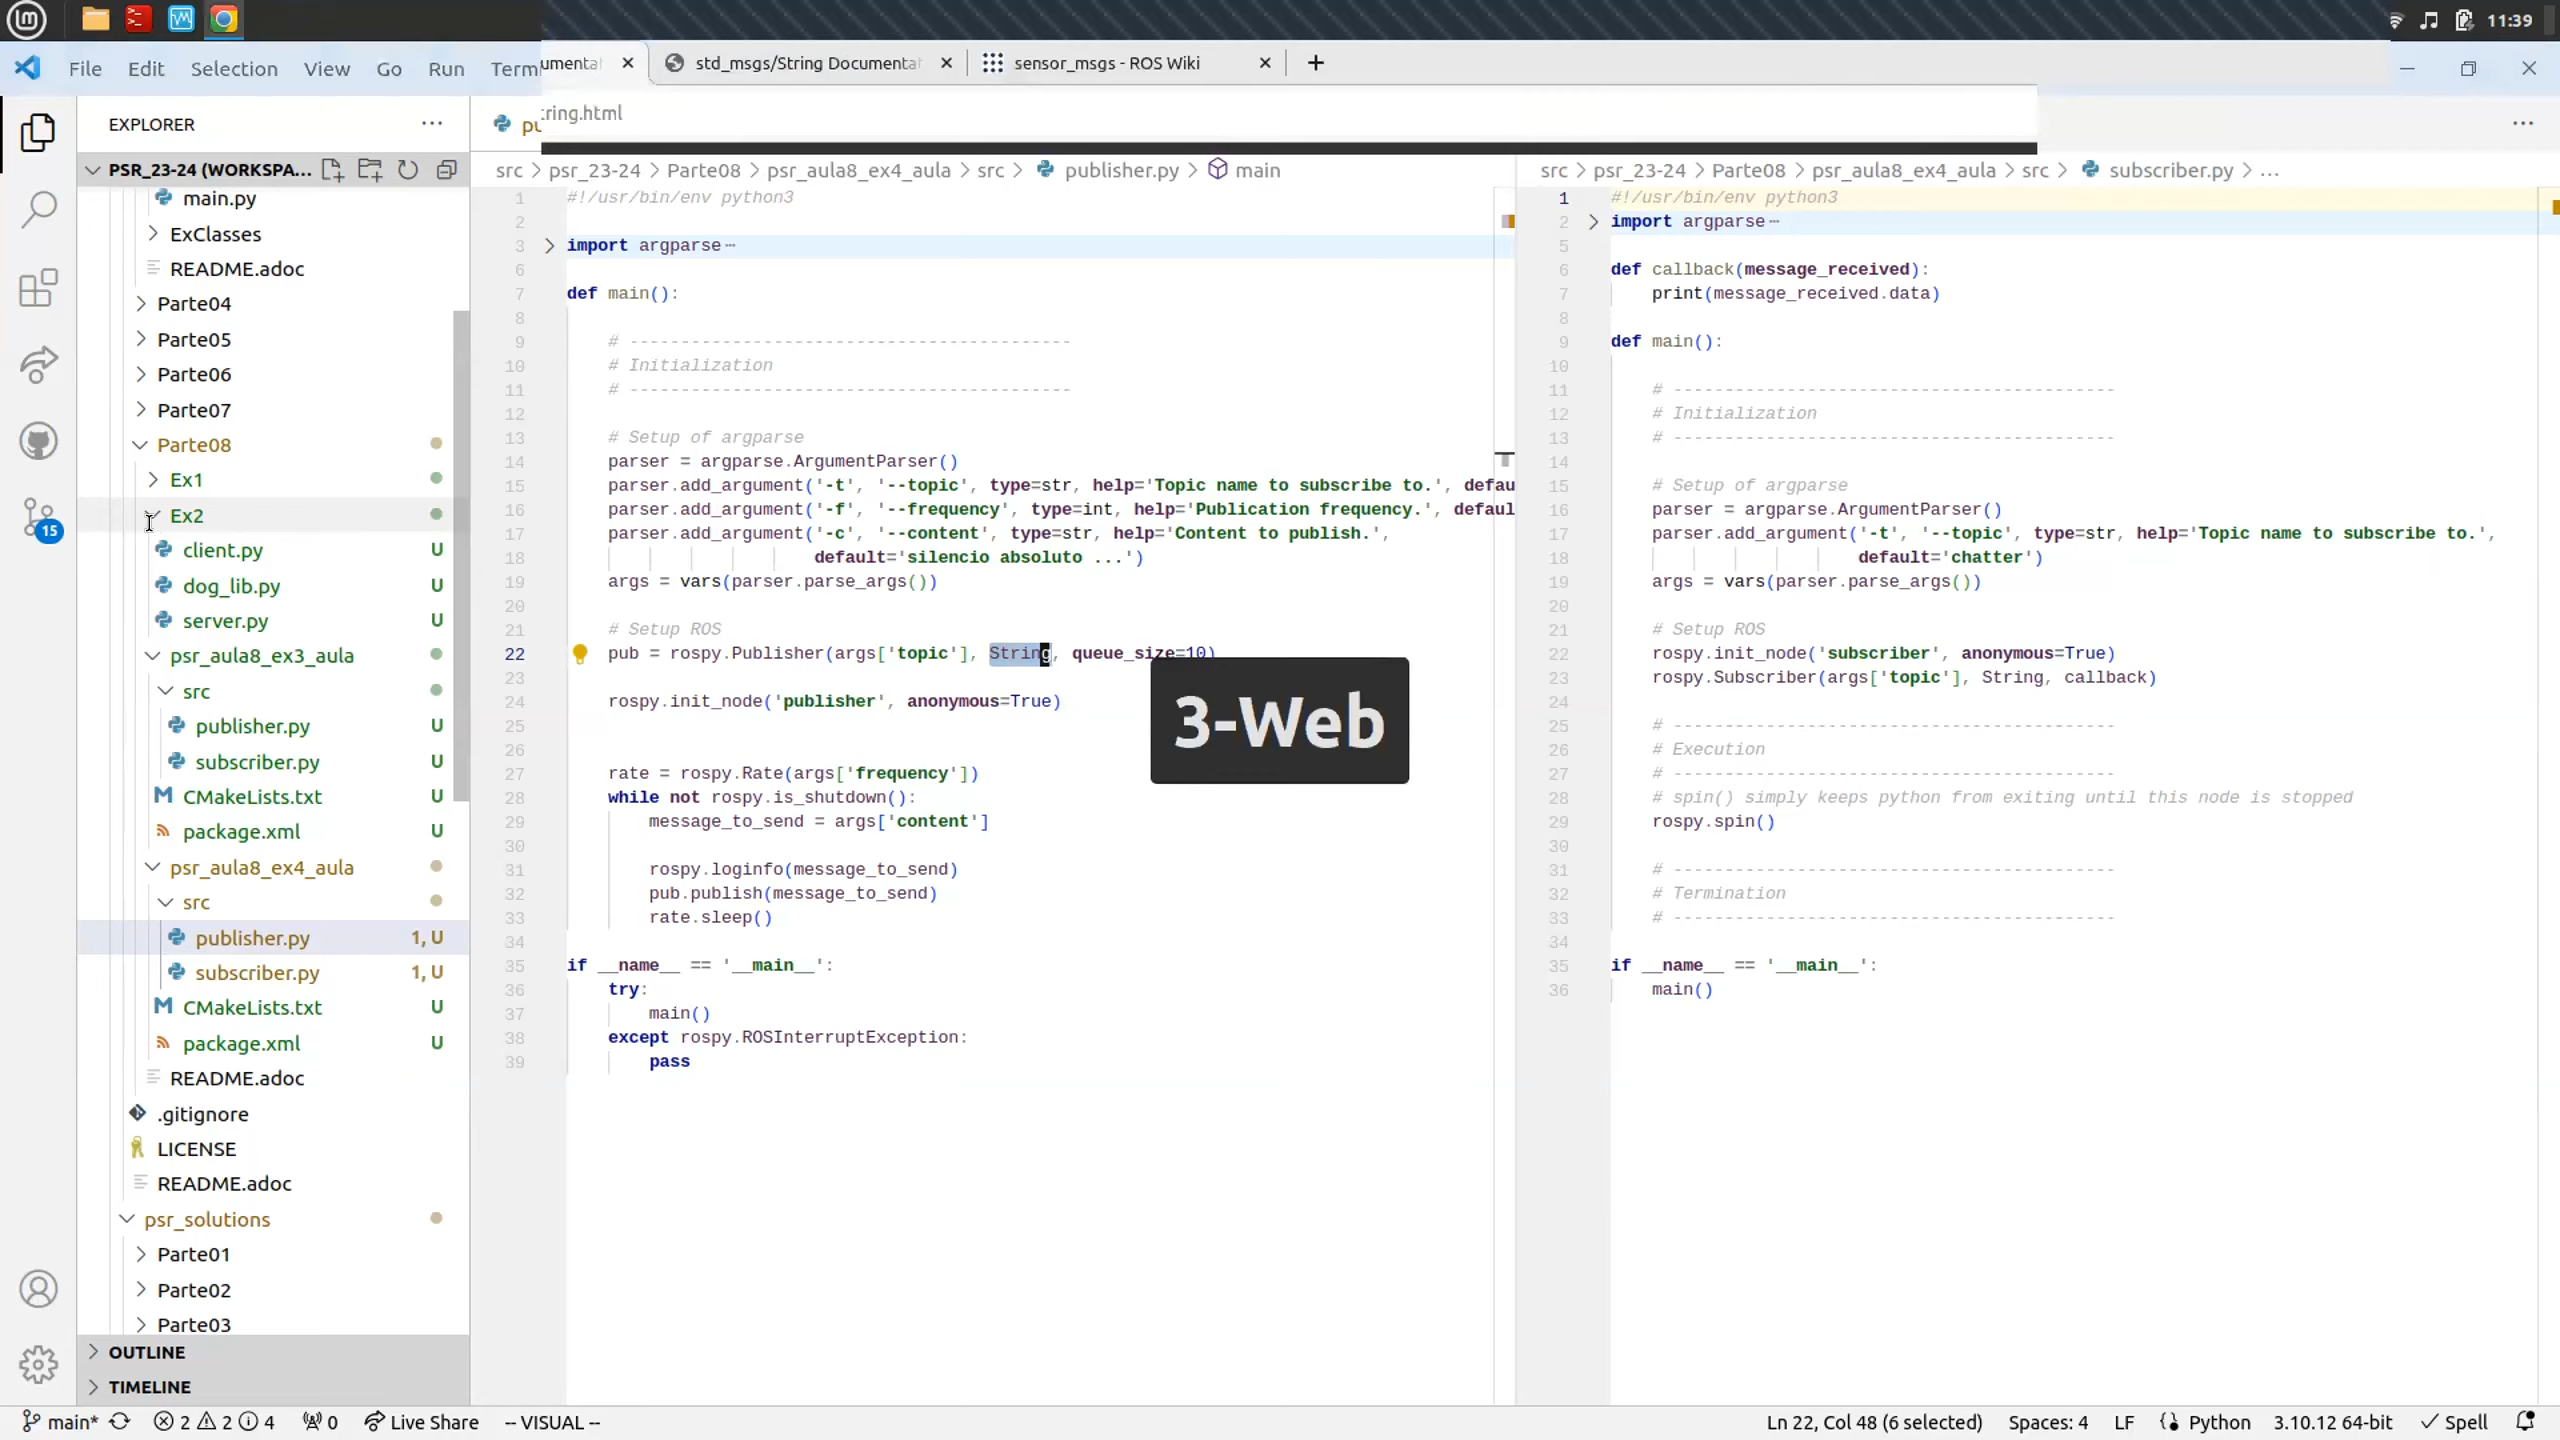 11:39
File Edit Selection View Go Run Term
umenta
std_msgs/String Documenta
sensor_msgs - ROS Wiki
ring.html
EXPLORER
PSR_23-24 (WORKSPA...
main.py
ExClasses
README.adoc
Parte04
Parte05
Parte06
Parte07
Parte08
Ex1
Ex2
client.py U
dog_lib.py U
server.py U
psr_aula8_ex3_aula
src
publisher.py U
subscriber.py U
CMakeLists.txt U
package.xml U
psr_aula8_ex4_aula
src
publisher.py 1, U
subscriber.py 1, U
CMakeLists.txt U
package.xml U
README.adoc
.gitignore
LICENSE
README.adoc
psr_solutions
Parte01
Parte02
Parte03
OUTLINE
TIMELINE
15
pu
src > psr_23-24 > Parte08 > psr_aula8_ex4_aula > src > publisher.py > main
1 #!/usr/bin/env python3
2
3 import argparse ⋯
6
7 def main():
8
9 # -------------------------------------------
10 # Initialization
11 # -------------------------------------------
12
13 # Setup of argparse
14 parser = argparse.ArgumentParser()
15 parser.add_argument('-t', '--topic', type=str, help='Topic name to subscribe to.', defau
16 parser.add_argument('-f', '--frequency', type=int, help='Publication frequency.', defaul
17 parser.add_argument('-c', '--content', type=str, help='Content to publish.',
18 default='silencio absoluto ...')
19 args = vars(parser.parse_args())
20
21 # Setup ROS
22 pub = rospy.Publisher(args['topic'], String, queue_size=10)
23
24 rospy.init_node('publisher', anonymous=True)
25
26
27 rate = rospy.Rate(args['frequency'])
28 while not rospy.is_shutdown():
29 message_to_send = args['content']
30
31 rospy.loginfo(message_to_send)
32 pub.publish(message_to_send)
33 rate.sleep()
34
35 if __name__ == '__main__':
36 try:
37 main()
38 except rospy.ROSInterruptException:
39 pass
3-Web
src > psr_23-24 > Parte08 > psr_aula8_ex4_aula > src > subscriber.py > ...
1 #!/usr/bin/env python3
2 import argparse ⋯
5
6 def callback(message_received):
7 print(message_received.data)
8
9 def main():
10
11 # -------------------------------------------
12 # Initialization
13 # -------------------------------------------
14
15 # Setup of argparse
16 parser = argparse.ArgumentParser()
17 parser.add_argument('-t', '--topic', type=str, help='Topic name to subscribe to.',
18 default='chatter')
19 args = vars(parser.parse_args())
20
21 # Setup ROS
22 rospy.init_node('subscriber', anonymous=True)
23 rospy.Subscriber(args['topic'], String, callback)
24
25 # -------------------------------------------
26 # Execution
27 # -------------------------------------------
28 # spin() simply keeps python from exiting until this node is stopped
29 rospy.spin()
30
31 # -------------------------------------------
32 # Termination
33 # -------------------------------------------
34
35 if __name__ == '__main__':
36 main()
main* 2 2 4 0 Live Share -- VISUAL -- Ln 22, Col 48 (6 selected) Spaces: 4 LF Python 3.10.12 64-bit Spell